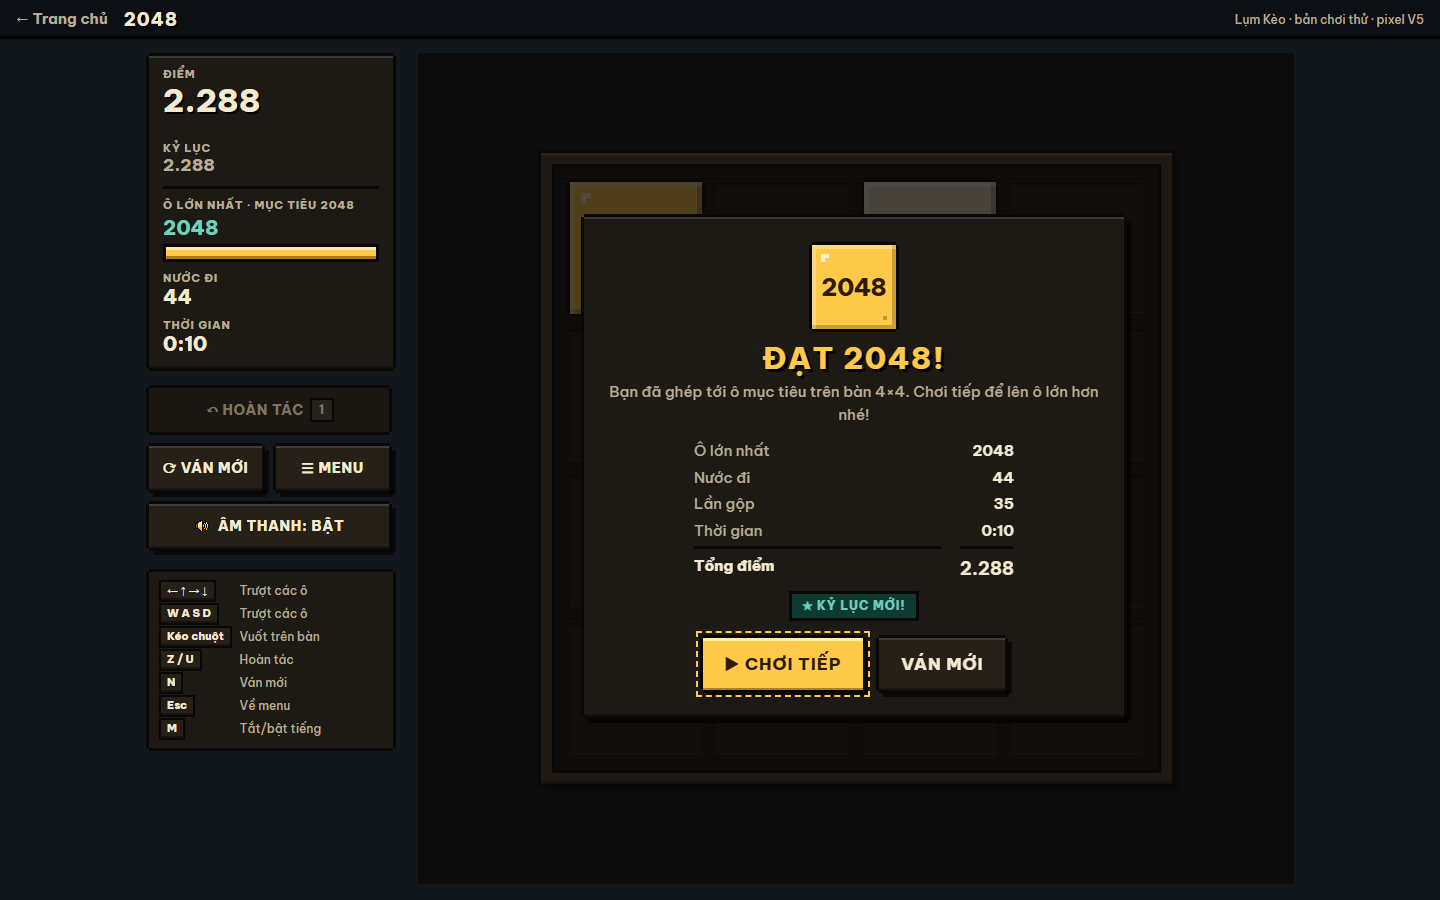 ← Trang chủ 2048
Lụm Kèo · bản chơi thử · pixel V5
ĐIỂM
2.288
KỶ LỤC
2.288
Ô LỚN NHẤT · MỤC TIÊU 2048
2048
NƯỚC ĐI
44
THỜI GIAN
0:10
↶ HOÀN TÁC 1
⟳ VÁN MỚI
☰ MENU
🔊 ÂM THANH: BẬT
←↑→↓ Trượt các ô
W A S D Trượt các ô
Kéo chuột Vuốt trên bàn
Z / U Hoàn tác
N Ván mới
Esc Về menu
M Tắt/bật tiếng
2048
ĐẠT 2048!
Bạn đã ghép tới ô mục tiêu trên bàn 4×4. Chơi tiếp để lên ô lớn hơn
nhé!
Ô lớn nhất 2048
Nước đi 44
Lần gộp 35
Thời gian 0:10
Tổng điểm 2.288
★ KỶ LỤC MỚI!
▶ CHƠI TIẾP
VÁN MỚI